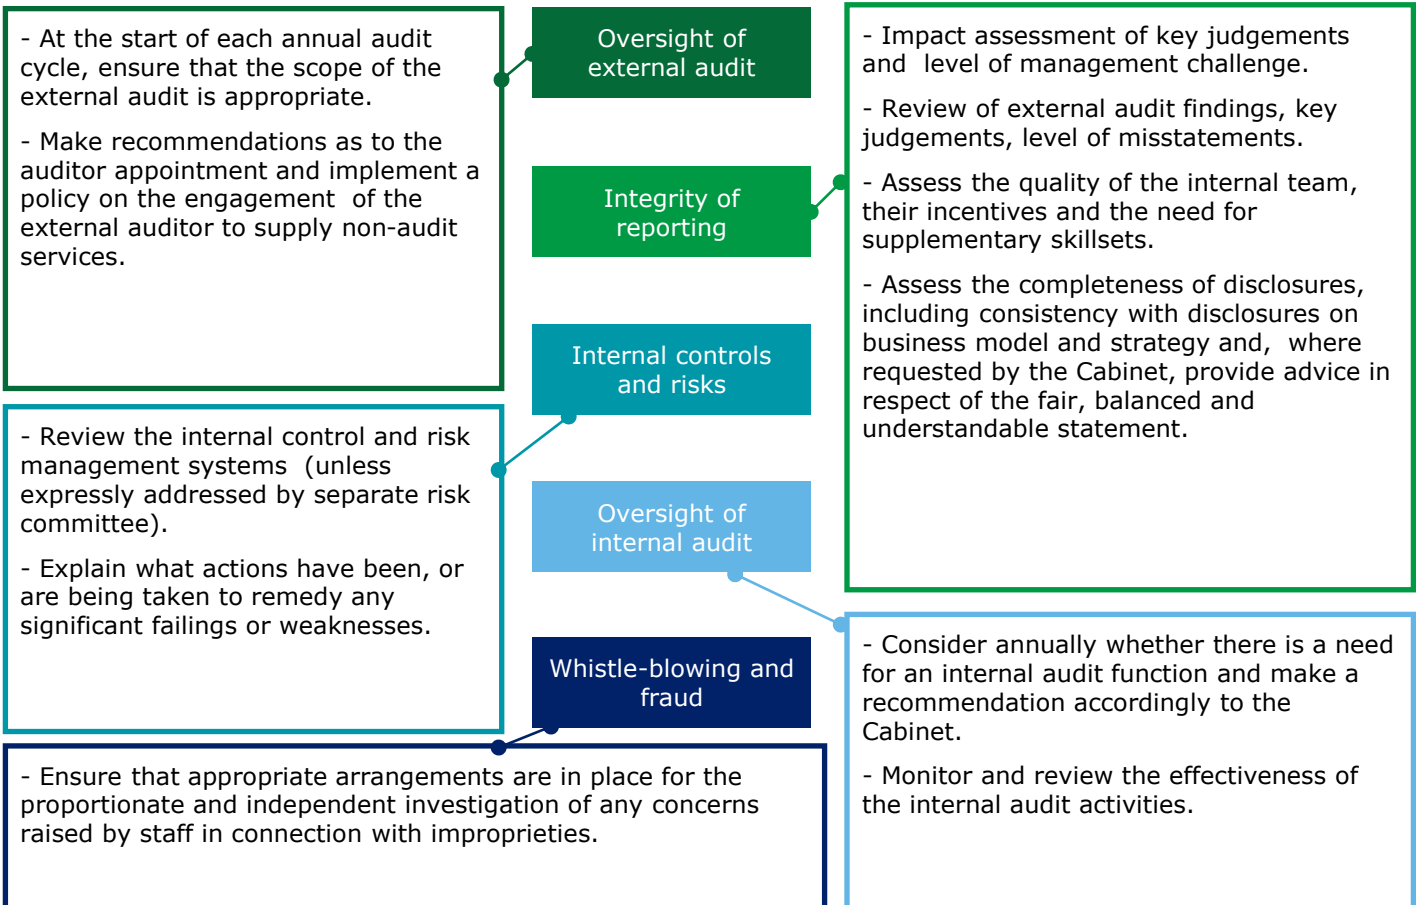 Oversight of
external audit
- At the start of each annual audit
cycle, ensure that the scope of the
external audit is appropriate.
- Make recommendations as to the
auditor appointment and implement a
policy on the engagement of the
external auditor to supply non-audit
services.
Integrity of
reporting
- Impact assessment of key judgements
and level of management challenge.
- Review of external audit findings, key
judgements, level of misstatements.
- Assess the quality of the internal team,
their incentives and the need for
supplementary skillsets.
- Assess the completeness of disclosures,
including consistency with disclosures on
business model and strategy and, where
requested by the Cabinet, provide advice in
respect of the fair, balanced and
understandable statement.
Internal controls
and risks
- Review the internal control and risk
management systems (unless
expressly addressed by separate risk
committee).
- Explain what actions have been, or
are being taken to remedy any
significant failings or weaknesses.
Oversight of
internal audit
- Consider annually whether there is a need
for an internal audit function and make a
recommendation accordingly to the
Cabinet.
- Monitor and review the effectiveness of
the internal audit activities.
Whistle-blowing and
fraud
- Ensure that appropriate arrangements are in place for the
proportionate and independent investigation of any concerns
raised by staff in connection with improprieties.